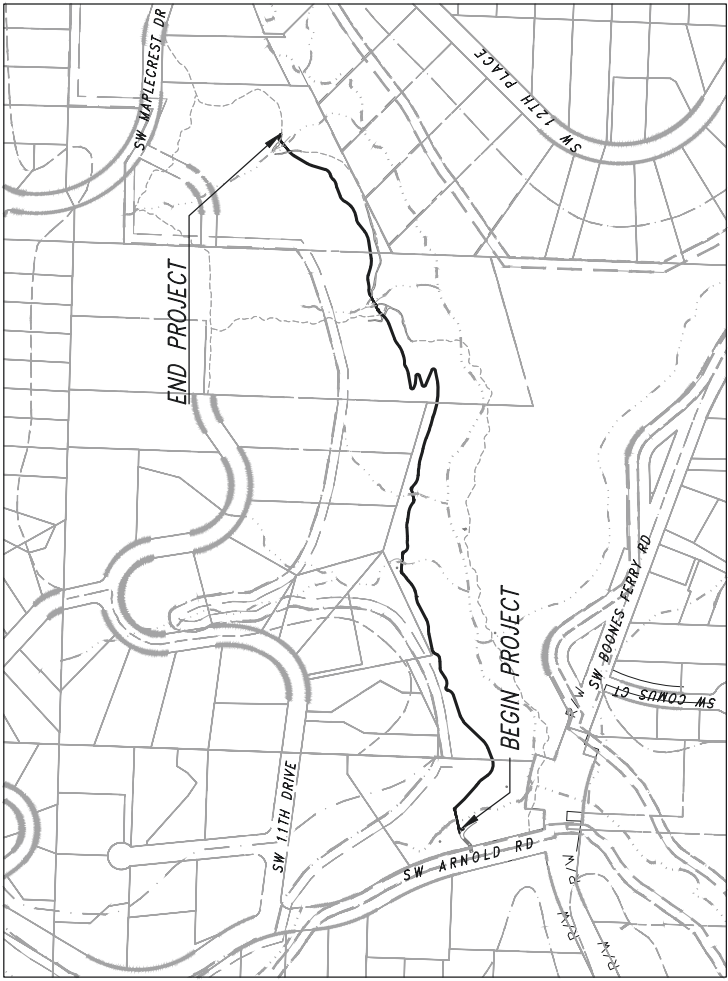 SW MAPLECREST DR
SW 12TH PLACE
END PROJECT
BEGIN PROJECT
SW BOONES FERRY RD
SW COMUS CT
R/W
SW 11TH DRIVE
SW ARNOLD RD
R/W
R/W
R/W